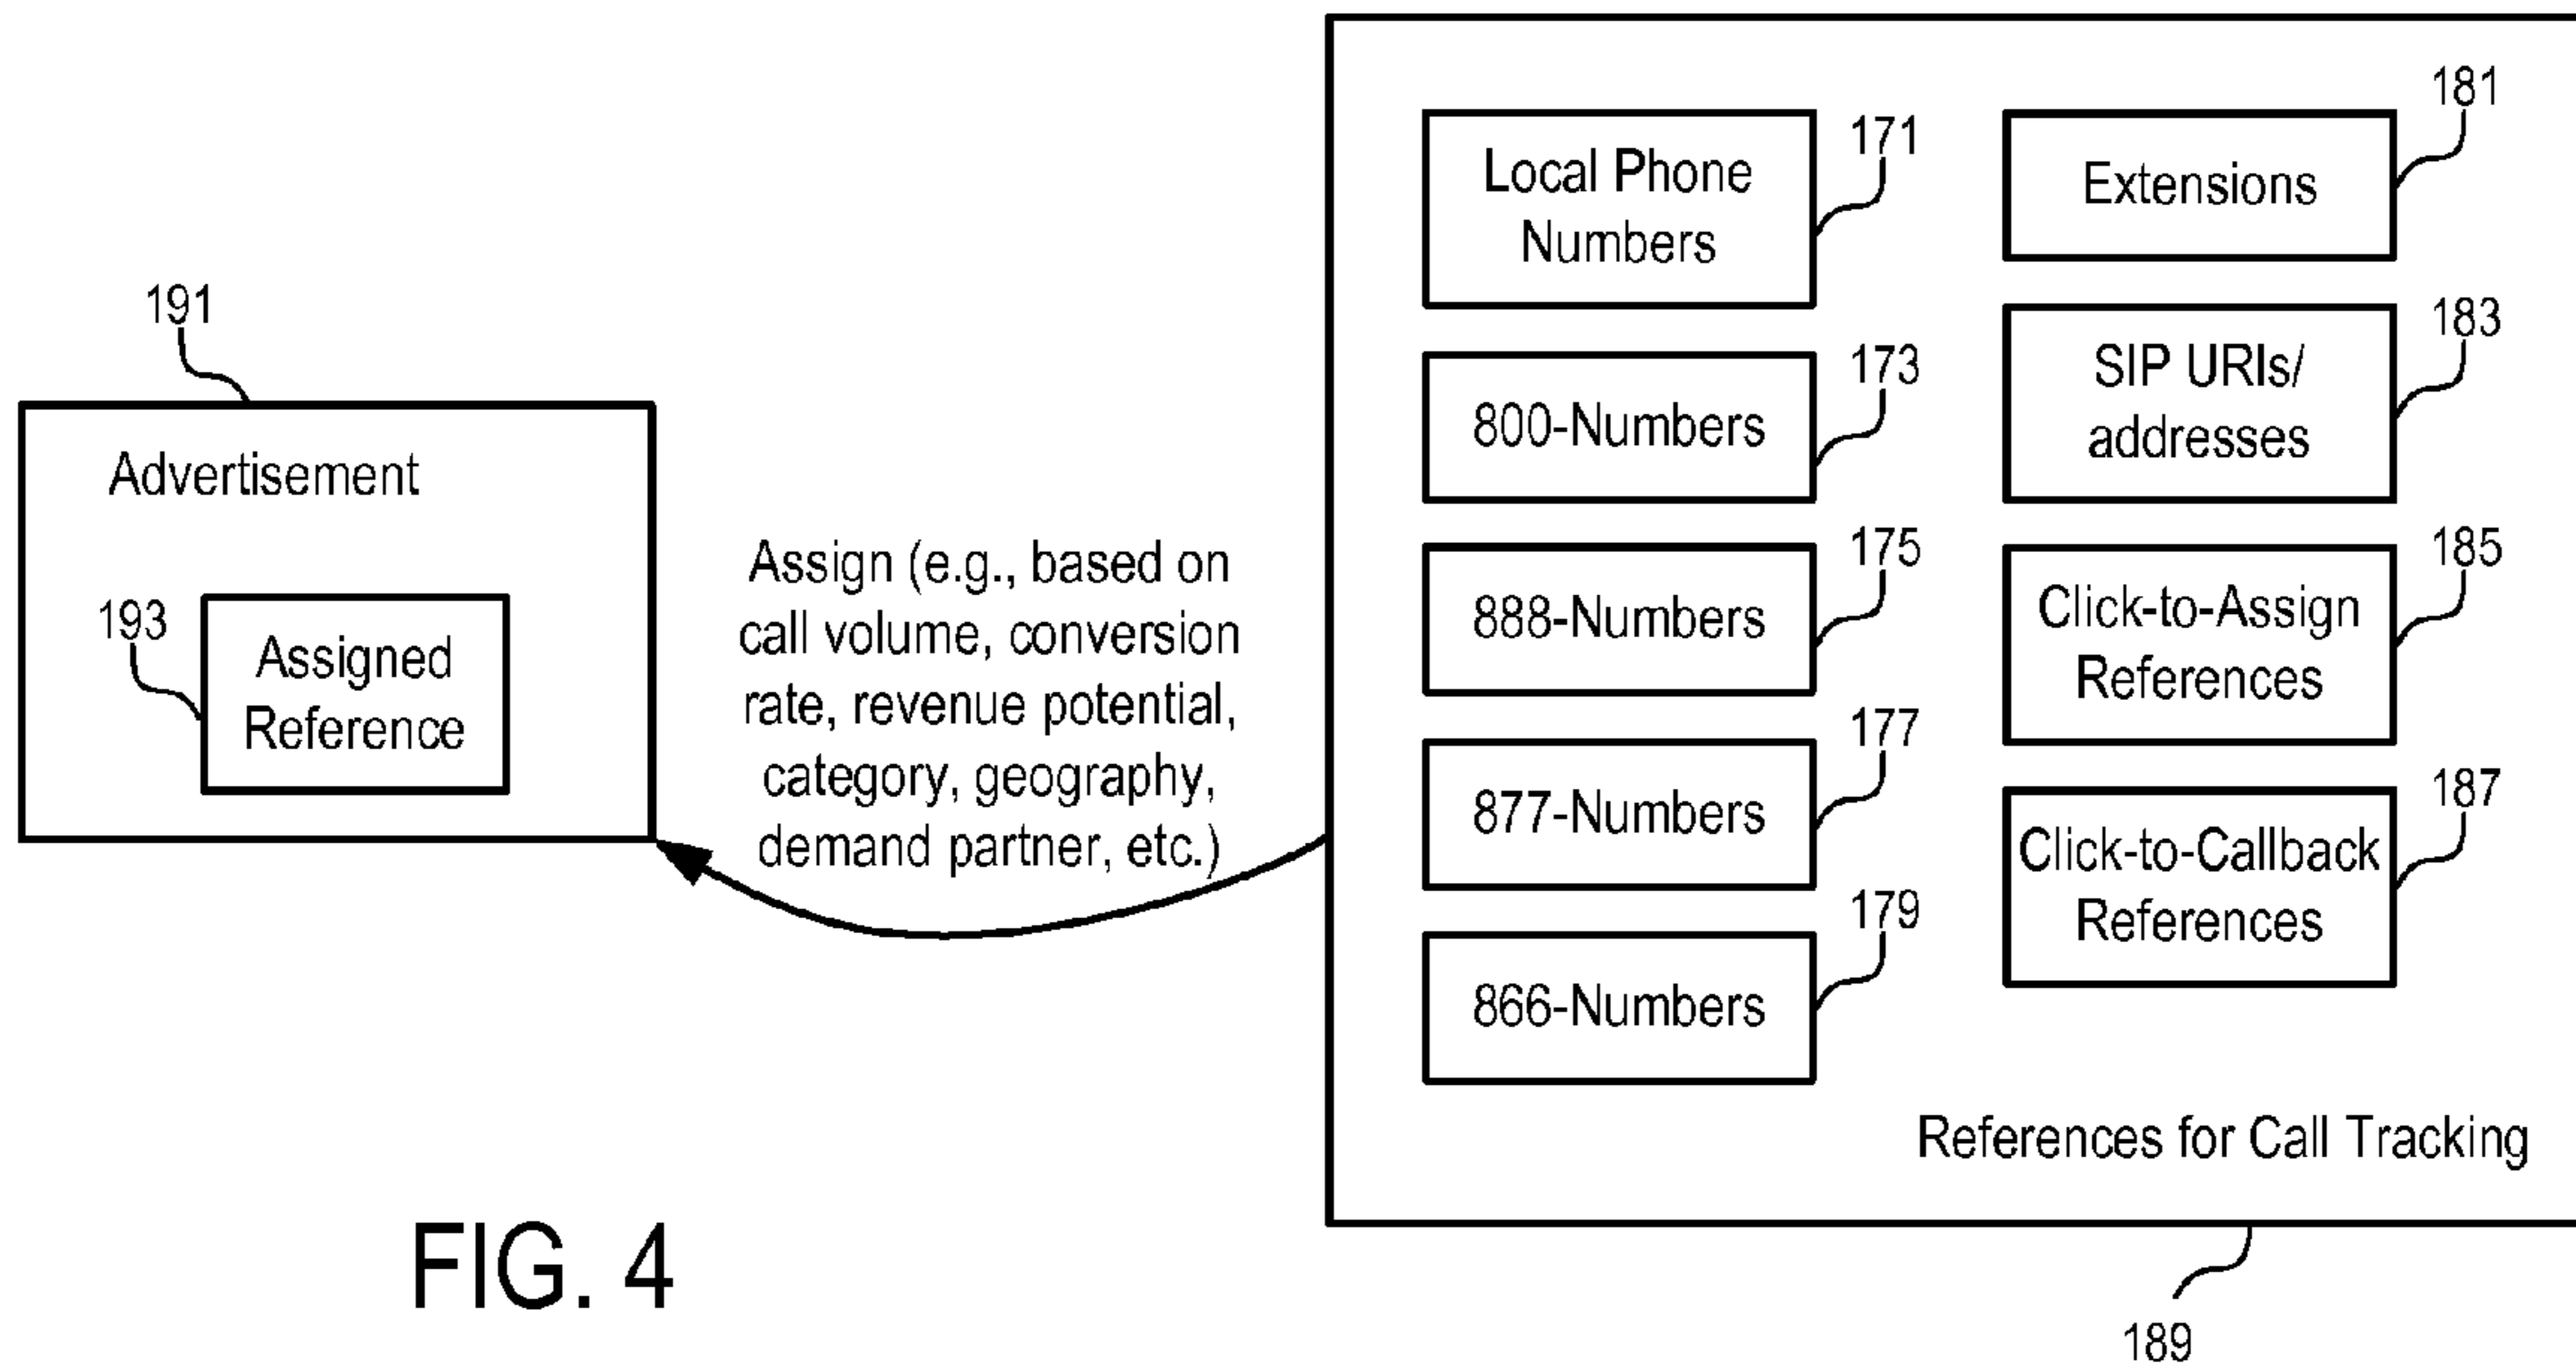 191
Advertisement
193
Assigned
Reference
Assign (e.g., based on
call volume, conversion
rate, revenue potential,
category, geography,
demand partner, etc.)
Local Phone
Numbers
171
800-Numbers
173
888-Numbers
175
877-Numbers
177
866-Numbers
179
Extensions
181
SIP URIs/
addresses
183
Click-to-Assign
References
185
Click-to-Callback
References
187
References for Call Tracking
189
FIG. 4